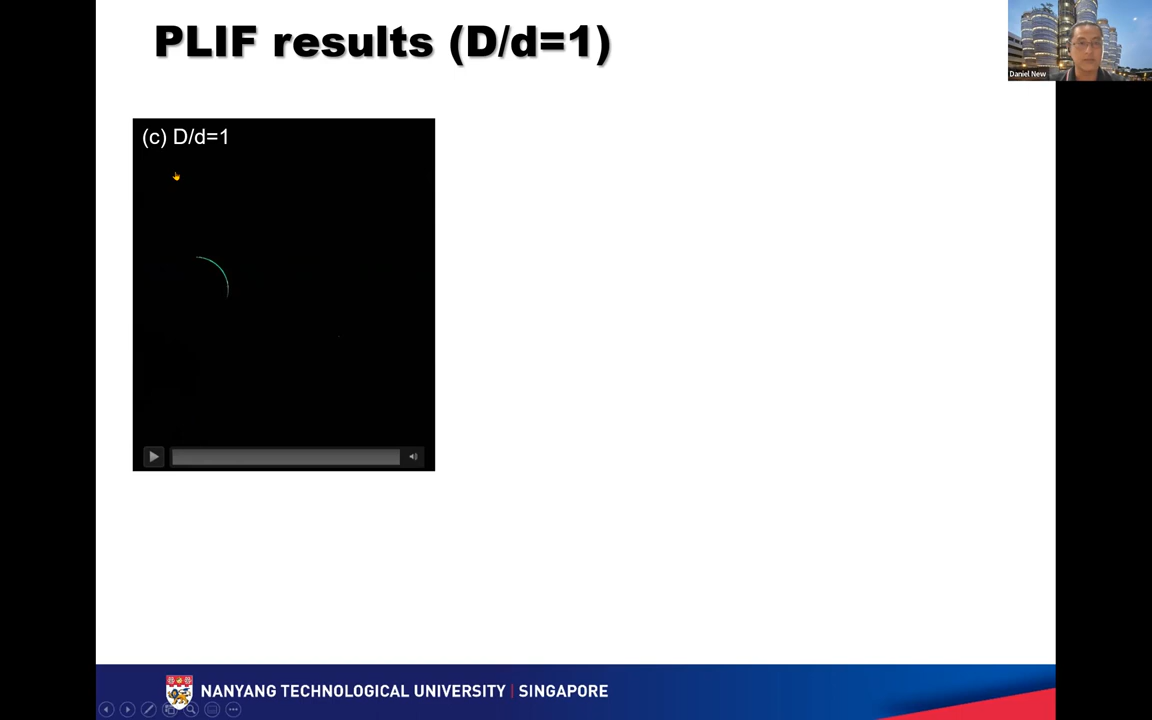 PLIF results (D/d=1)
Daniel New
(c) D/d=1
NANYANG TECHNOLOGICAL UNIVERSITY | SINGAPORE